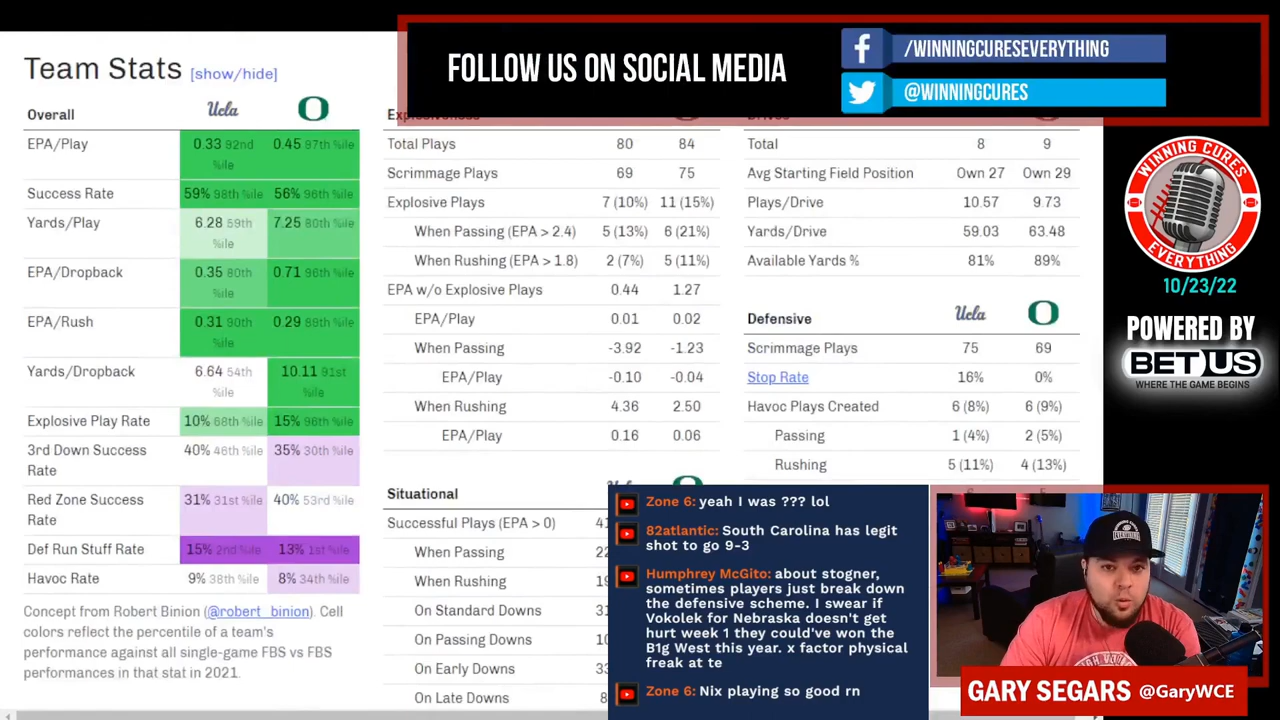 FOLLOW US ON SOCIAL MEDIA
/WINNINGCURESEVERYTHING
@WINNINGCURES
Team Stats [show/hide]
Overall Ucla O
EPA/Play 0.33 92nd %ile 0.45 97th %ile
Success Rate 59% 98th %ile 56% 96th %ile
Yards/Play 6.28 59th %ile 7.25 80th %ile
EPA/Dropback 0.35 80th %ile 0.71 96th %ile
EPA/Rush 0.31 90th %ile 0.29 88th %ile
Yards/Dropback 6.64 54th %ile 10.11 91st %ile
Explosive Play Rate 10% 68th %ile 15% 96th %ile
3rd Down Success Rate 40% 46th %ile 35% 30th %ile
Red Zone Success Rate 31% 31st %ile 40% 53rd %ile
Def Run Stuff Rate 15% 2nd %ile 13% 1st %ile
Havoc Rate 9% 38th %ile 8% 34th %ile
Concept from Robert Binion (@robert_binion). Cell
colors reflect the percentile of a team's
performance against all single-game FBS vs FBS
performances in that stat in 2021.
Total Plays 80 84
Scrimmage Plays 69 75
Explosive Plays 7 (10%) 11 (15%)
When Passing (EPA > 2.4) 5 (13%) 6 (21%)
When Rushing (EPA > 1.8) 2 (7%) 5 (11%)
EPA w/o Explosive Plays 0.44 1.27
EPA/Play 0.01 0.02
When Passing -3.92 -1.23
EPA/Play -0.10 -0.04
When Rushing 4.36 2.50
EPA/Play 0.16 0.06
Situational
Successful Plays (EPA > 0)
When Passing
When Rushing
On Standard Downs
On Passing Downs
On Early Downs
On Late Downs
Total 8 9
Avg Starting Field Position Own 27 Own 29
Plays/Drive 10.57 9.73
Yards/Drive 59.03 63.48
Available Yards % 81% 89%
Defensive Ucla O
Scrimmage Plays 75 69
Stop Rate 16% 0%
Havoc Plays Created 6 (8%) 6 (9%)
Passing 1 (4%) 2 (5%)
Rushing 5 (11%) 4 (13%)
Zone 6: yeah I was ??? lol
82atlantic: South Carolina has legit
shot to go 9-3
Humphrey McGito: about stogner,
sometimes players just break down
the defensive scheme. I swear if
Vokolek for Nebraska doesn't get
hurt week 1 they could've won the
B1g West this year. x factor physical
freak at te
Zone 6: Nix playing so good rn
WINNING CURES
EVERYTHING
10/23/22
POWERED BY
BETUS
WHERE THE GAME BEGINS
GARY SEGARS @GaryWCE